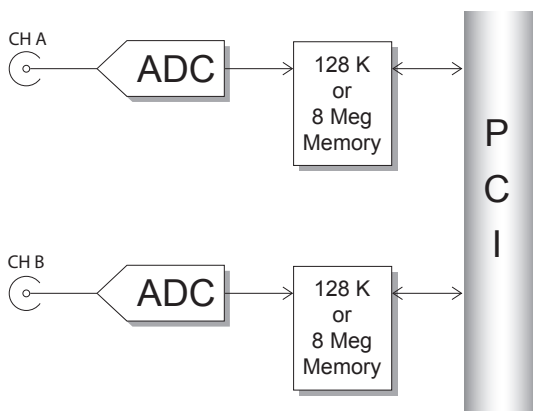 CH A
ADC
128 K
or
8 Meg
Memory
P
C
I
CH B
ADC
128 K
or
8 Meg
Memory